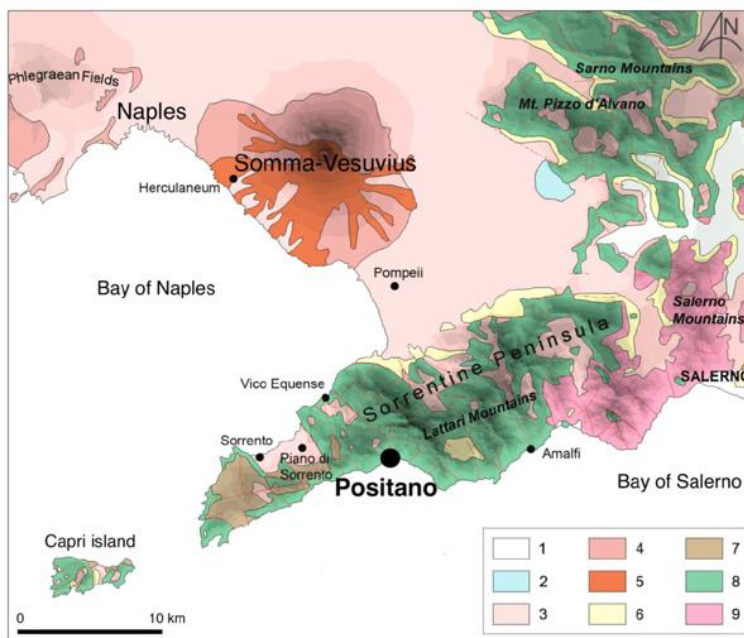 N
Phlegraean Fields
Sarno Mountains
Naples
Mt. Pizzo d'Alvano
Somma-Vesuvius
Herculaneum
Pompeii
Bay of Naples
Salerno
Mountains
Sorrentine Peninsula
SALERNO
Vico Equense
Lattari Mountains
Sorrento
Piano di
Sorrento
Amalfi
Positano
Bay of Salerno
Capri island
1 4 7
2 5 8
3 6 9
0 10 km